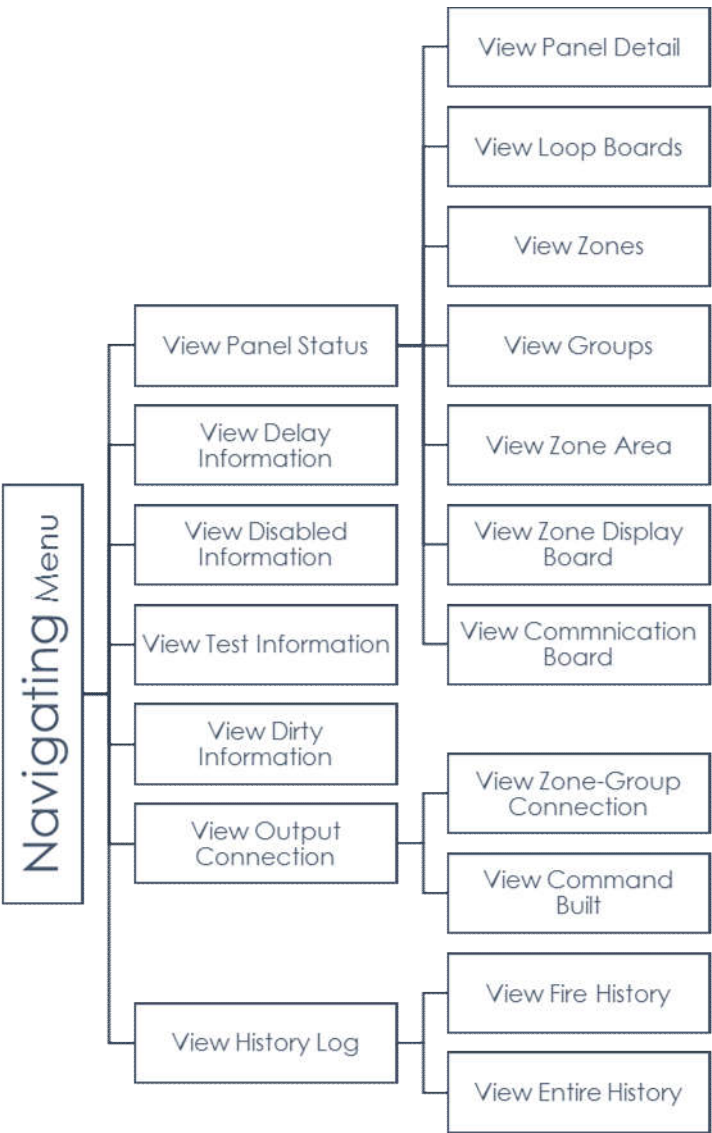 Navigating Menu
View Panel Status
View Panel Detail
View Loop Boards
View Zones
View Groups
View Zone Area
View Zone Display
Board
View Commnication
Board
View Delay
Information
View Disabled
Information
View Test Information
View Dirty
Information
View Output
Connection
View Zone-Group
Connection
View Command
Built
View History Log
View Fire History
View Entire History